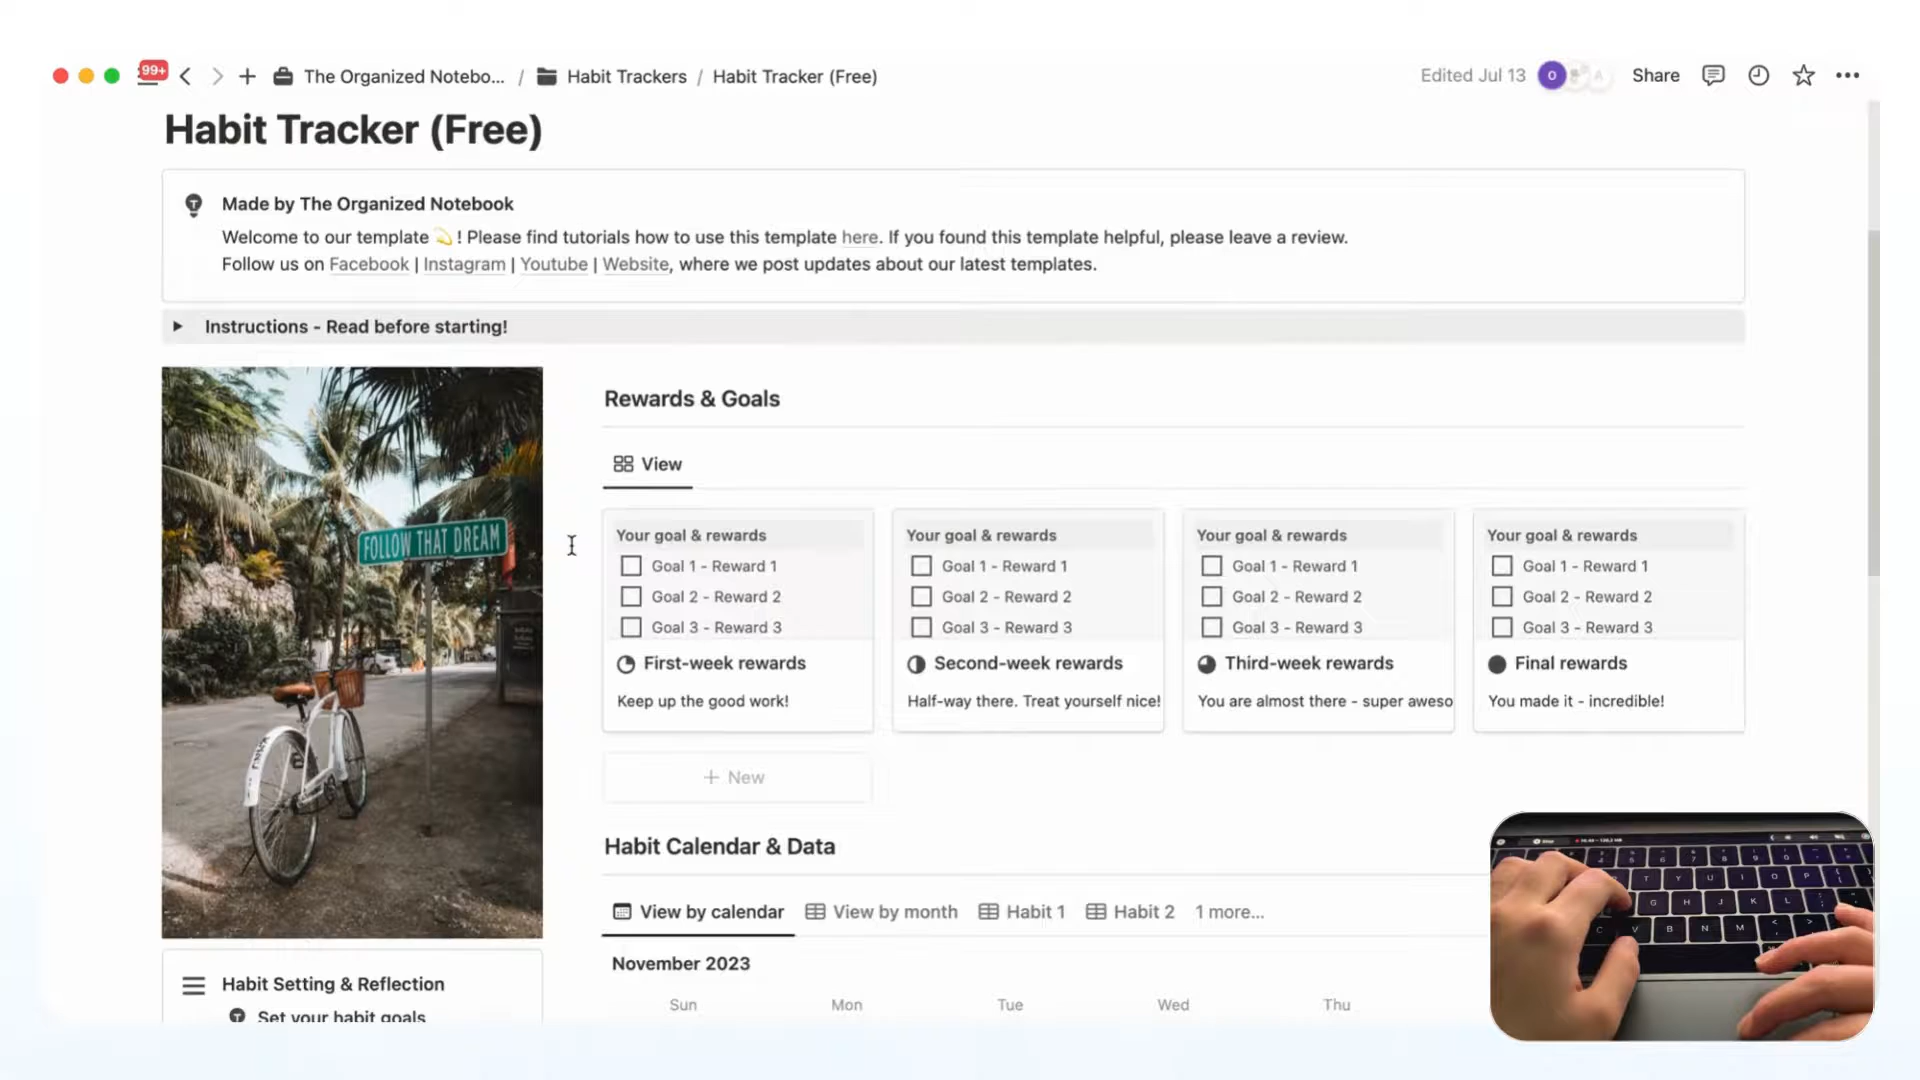 99+
The Organized Notebo... / Habit Trackers / Habit Tracker (Free)
Edited Jul 13
O
A
Share
Habit Tracker (Free)
Made by The Organized Notebook
Welcome to our template 💫 ! Please find tutorials how to use this template here. If you found this template helpful, please leave a review.
Follow us on Facebook | Instagram | Youtube | Website, where we post updates about our latest templates.
Instructions - Read before starting!
FOLLOW THAT DREAM
Rewards & Goals
View
Your goal & rewards
Goal 1 - Reward 1
Goal 2 - Reward 2
Goal 3 - Reward 3
First-week rewards
Keep up the good work!
Your goal & rewards
Goal 1 - Reward 1
Goal 2 - Reward 2
Goal 3 - Reward 3
Second-week rewards
Half-way there. Treat yourself nice!
Your goal & rewards
Goal 1 - Reward 1
Goal 2 - Reward 2
Goal 3 - Reward 3
Third-week rewards
You are almost there - super aweso
Your goal & rewards
Goal 1 - Reward 1
Goal 2 - Reward 2
Goal 3 - Reward 3
Final rewards
You made it - incredible!
+ New
Habit Calendar & Data
View by calendar View by month Habit 1 Habit 2 1 more...
November 2023
Sun Mon Tue Wed Thu
Habit Setting & Reflection
Set your habit goals
T Y U I O P
G H J K L
C V B N M